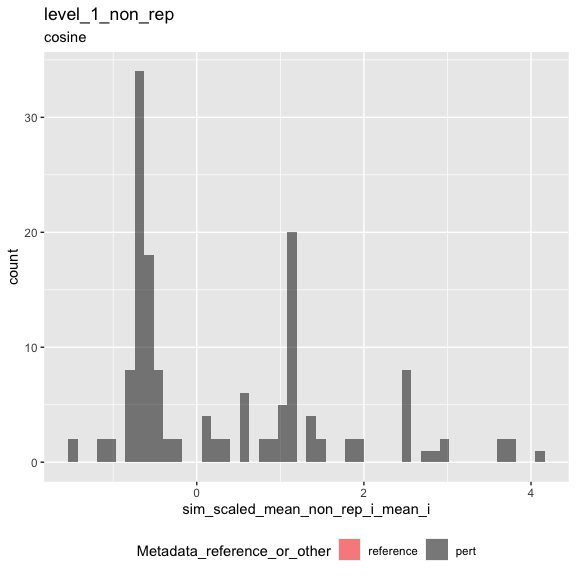 level_1_non_rep
cosine
count
30
20
10
0
0 2 4
sim_scaled_mean_non_rep_i_mean_i
Metadata_reference_or_other reference pert